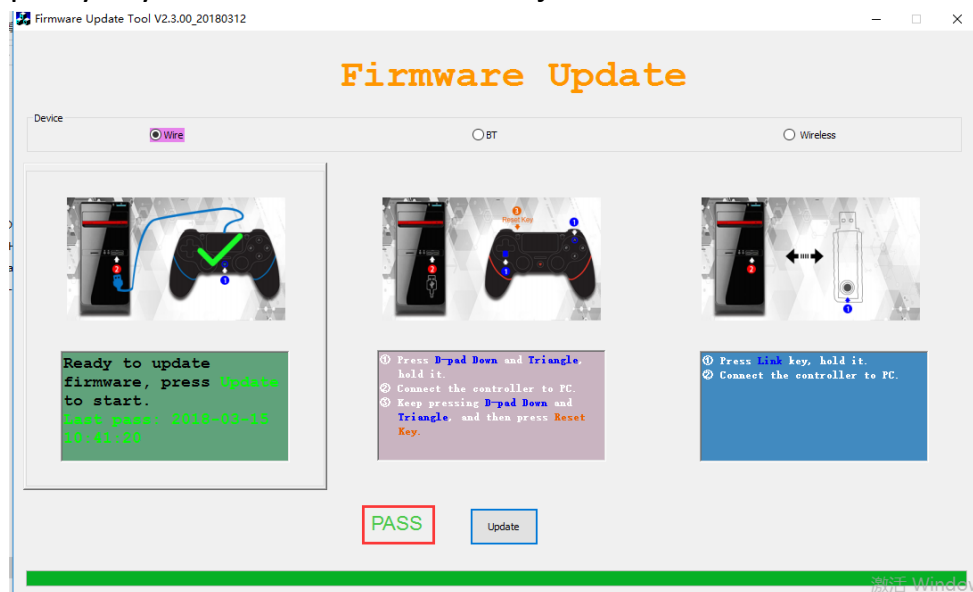 Firmware Update Tool V2.3.00_20180312
Firmware Update
Device
Wire
BT
Wireless
Reset Key
Ready to update
firmware, press Update
to start.
Last pass: 2018-03-15
10:41:20
① Press D-pad Down and Triangle,
hold it.
② Connect the controller to PC.
③ Keep pressing D-pad Down and
Triangle, and then press Reset
Key.
① Press Link key, hold it.
② Connect the controller to PC.
PASS
Update
激活 Windo